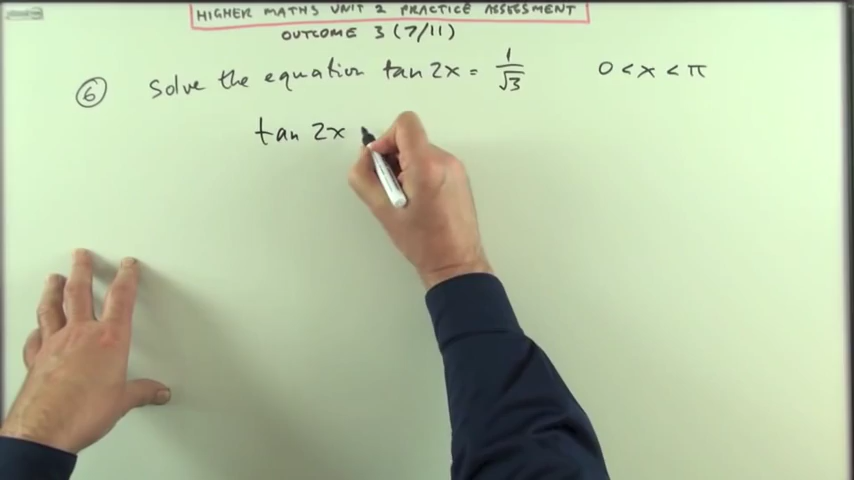 HIGHER MATHS UNIT 2 PRACTICE ASSESSMENT
OUTCOME 3 (7/11)
6 Solve the equation tan 2x = 1/√3 0 < x < π
tan 2x